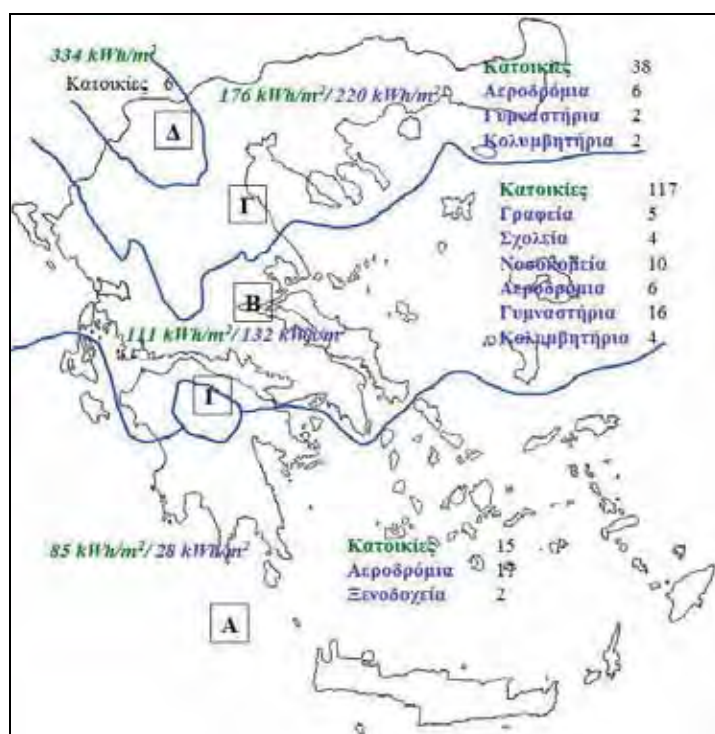 334 kWh/m²
Κατοικίες 6
Δ
176 kWh/m²/ 220 kWh/m²
Κατοικίες 38
Αεροδρόμια 6
Γυμναστήρια 2
Κολυμβητήρια 2
Γ
Κατοικίες 117
Γραφεία 5
Σχολεία 4
Νοσοκομεία 10
Αεροδρόμια 6
Γυμναστήρια 16
Κολυμβητήρια 4
Β
111 kWh/m²/ 132 kWh/m²
Γ
85 kWh/m²/ 28 kWh/m²
Κατοικίες 15
Αεροδρόμια 17
Ξενοδοχεία 2
Α